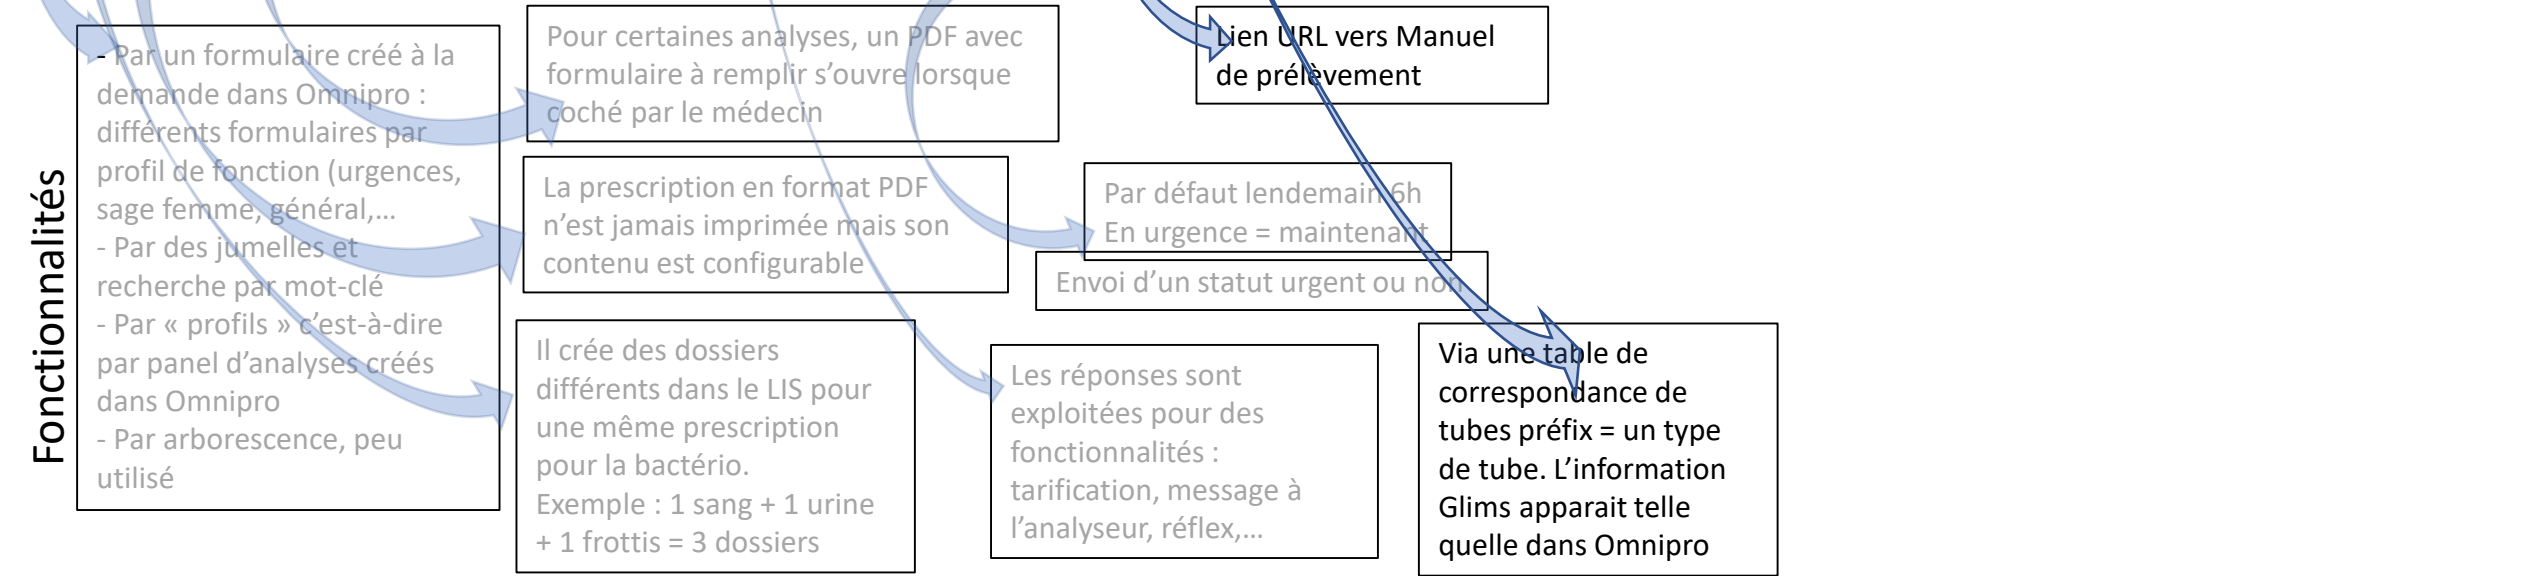 Fonctionnalités
- Par un formulaire créé à la
demande dans Omnipro :
différents formulaires par
profil de fonction (urgences,
sage femme, général,…
- Par des jumelles et
recherche par mot-clé
- Par « profils » c’est-à-dire
par panel d’analyses créés
dans Omnipro
- Par arborescence, peu
utilisé
Pour certaines analyses, un PDF avec
formulaire à remplir s’ouvre lorsque
coché par le médecin
La prescription en format PDF
n’est jamais imprimée mais son
contenu est configurable
Il crée des dossiers
différents dans le LIS pour
une même prescription
pour la bactério.
Exemple : 1 sang + 1 urine
+ 1 frottis = 3 dossiers
Lien URL vers Manuel
de prélèvement
Par défaut lendemain 6h
En urgence = maintenant
Envoi d’un statut urgent ou non
Les réponses sont
exploitées pour des
fonctionnalités :
tarification, message à
l’analyseur, réflex,…
Via une table de
correspondance de
tubes préfix = un type
de tube. L’information
Glims apparait telle
quelle dans Omnipro